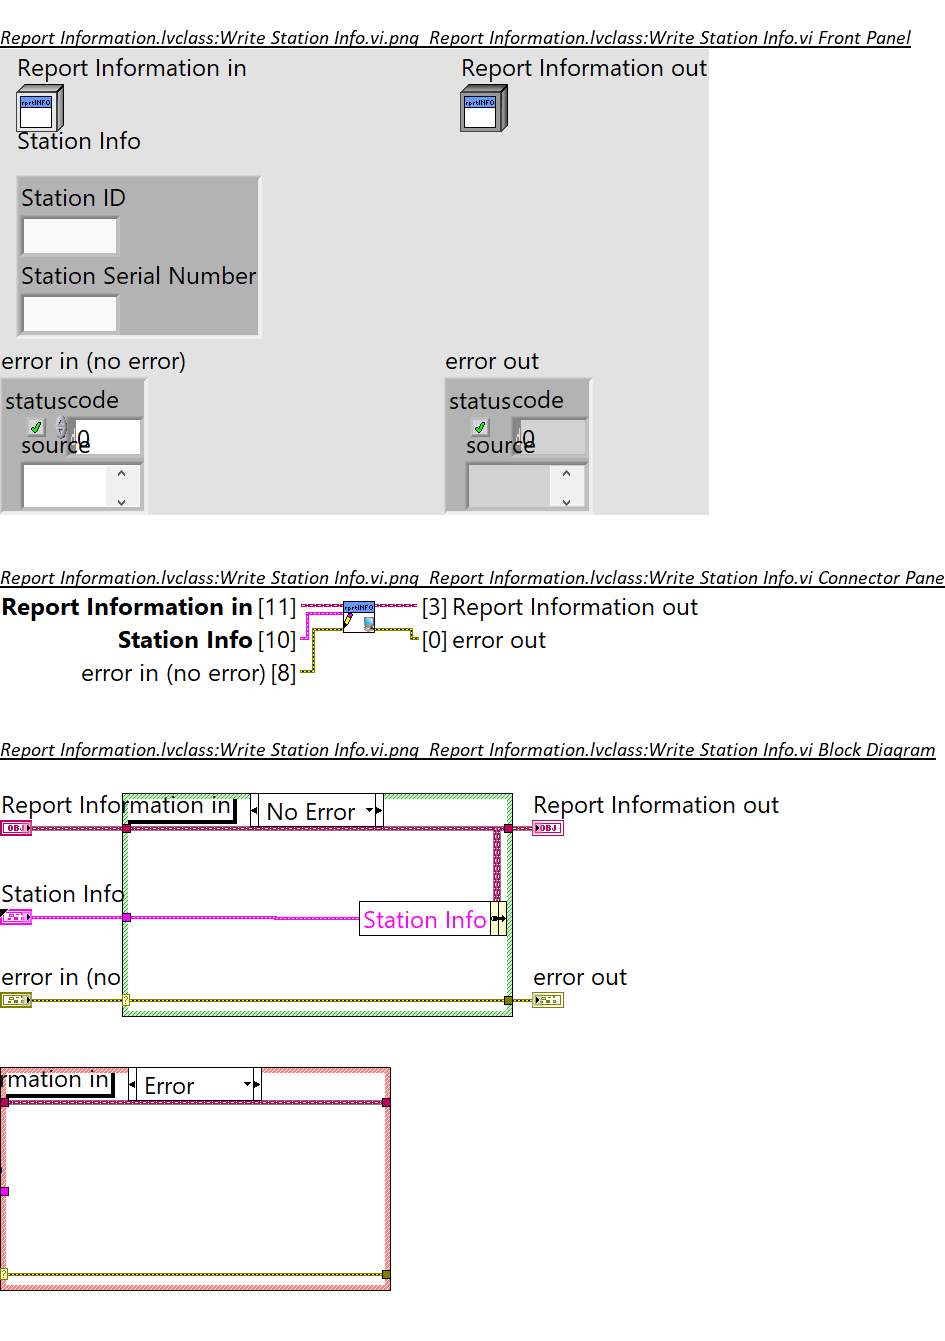 Report Information.lvclass:Write Station Info.vi.png Report Information.lvclass:Write Station Info.vi Front Panel
Report Information in Report Information out
rprtINFO rprtINFO
Station Info
Station ID
Station Serial Number
error in (no error) error out
status code status code
0 0
source source
Report Information.lvclass:Write Station Info.vi.png Report Information.lvclass:Write Station Info.vi Connector Pane
Report Information in [11] rprtINFO [3] Report Information out
Station Info [10] [0] error out
error in (no error) [8]
Report Information.lvclass:Write Station Info.vi.png Report Information.lvclass:Write Station Info.vi Block Diagram
Report Information in No Error Report Information out
OBJ OBJ
Station Info
Station Info
error in (no error out
?
rmation in Error
?